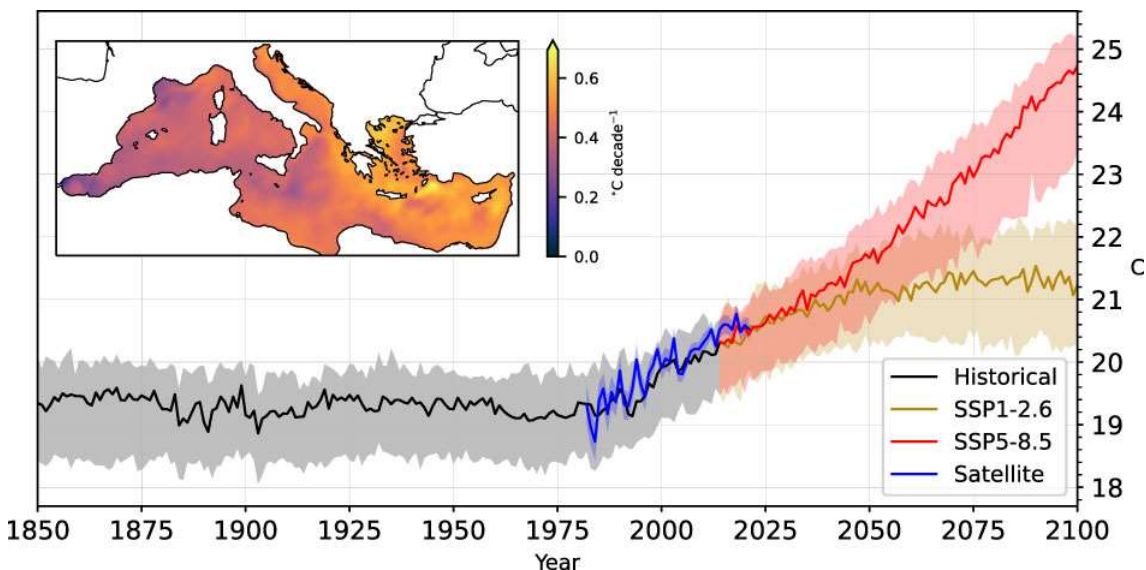 0.6
0.4
0.2
0.0
°C decade⁻¹
25
24
23
22
21
20
19
18
C
Historical
SSP1-2.6
SSP5-8.5
Satellite
1850 1875 1900 1925 1950 1975 2000 2025 2050 2075 2100
Year